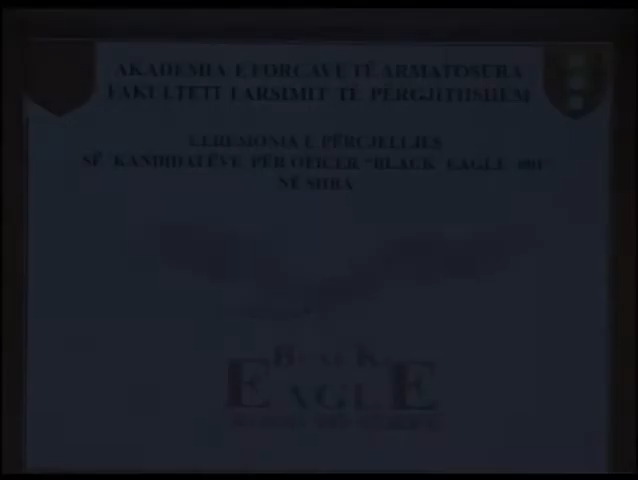 AKADEMIA E FORCAVE TË ARMATOSURA
FAKULTETI I ARSIMIT TË PËRGJITHSHËM
CEREMONIA E PËRCJELLJES
SË KANDIDATËVE PËR OFICER "BLACK EAGLE
NË SHBA
BLACK
EAGLE